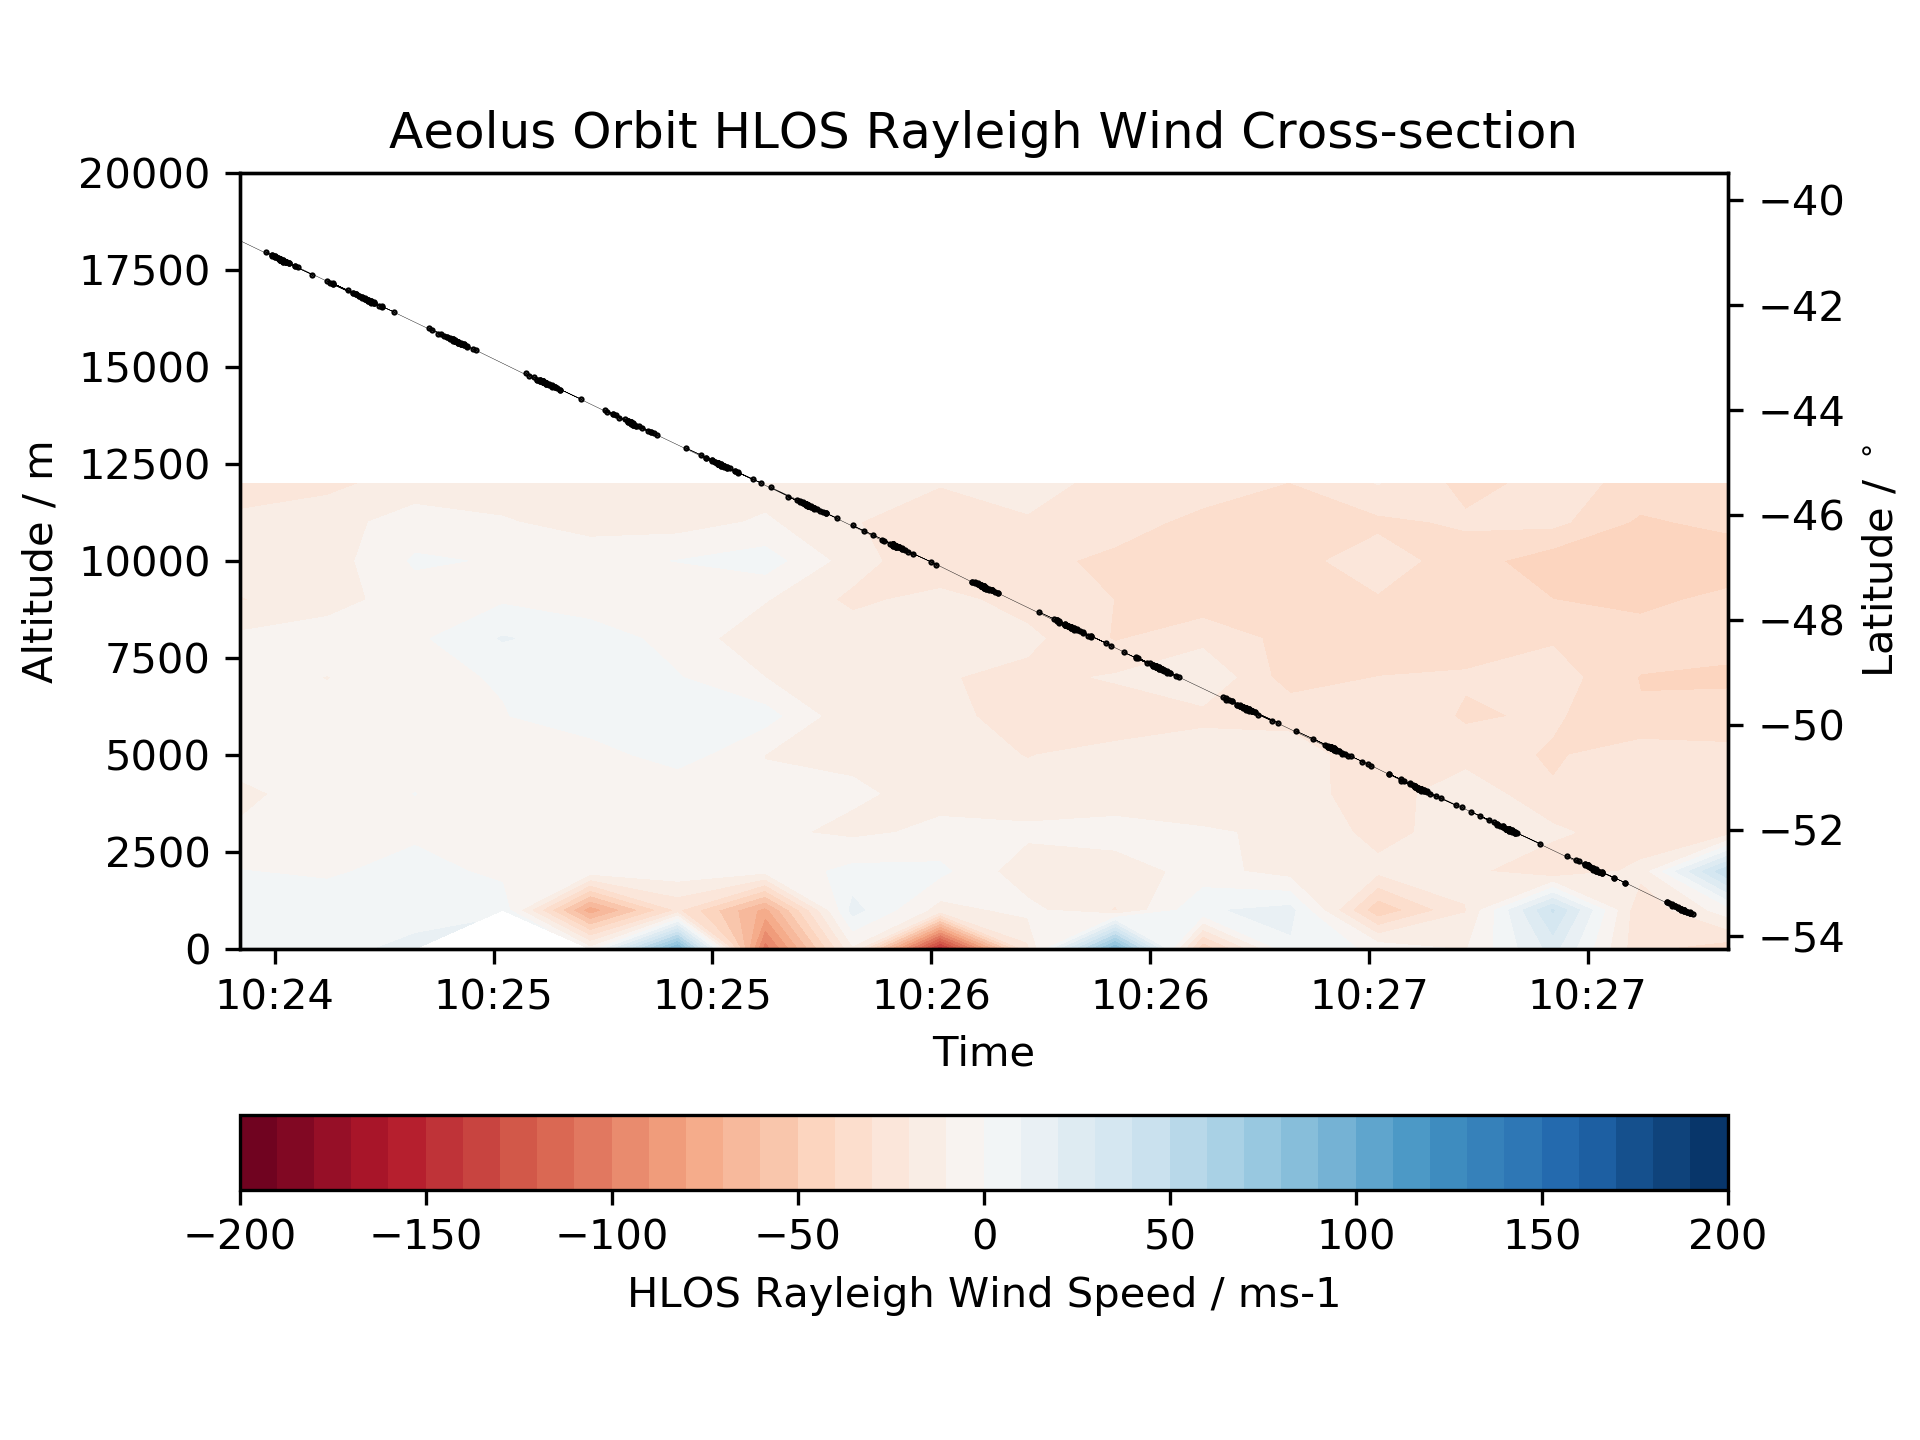 Aeolus Orbit HLOS Rayleigh Wind Cross-section
20000
17500
15000
12500
10000
7500
5000
2500
0
Altitude / m
−40
−42
−44
−46
−48
−50
−52
−54
Latitude / °
10:24 10:25 10:25 10:26 10:26 10:27 10:27
Time
−200 −150 −100 −50 0 50 100 150 200
HLOS Rayleigh Wind Speed / ms-1